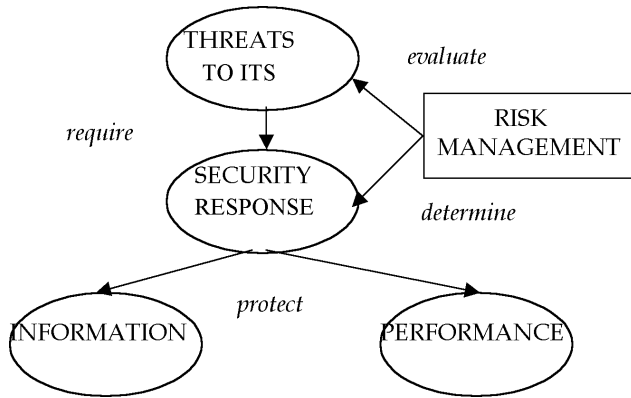 THREATS
TO ITS
evaluate
RISK
MANAGEMENT
require
SECURITY
RESPONSE
determine
protect
INFORMATION
PERFORMANCE